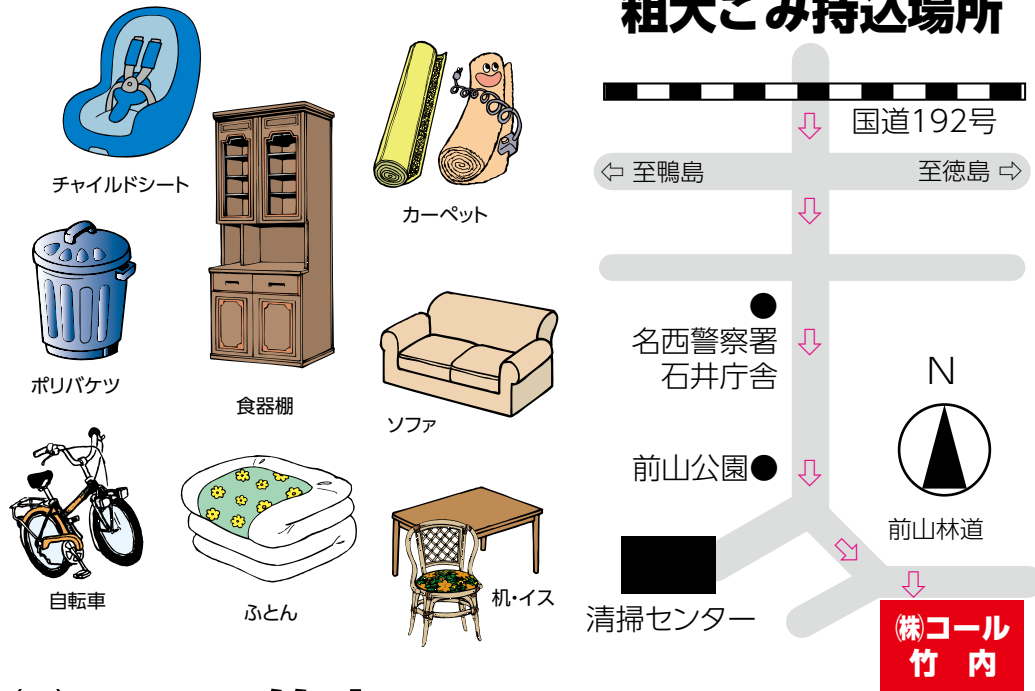 粗大ごみ持込場所
チャイルドシート
カーペット
ポリバケツ
食器棚
ソファ
自転車
ふとん
机・イス
国道192号
⇦ 至鴨島
至徳島 ⇨
名西警察署
石井庁舎
N
前山公園●
前山林道
清掃センター
㈱コール
竹 内